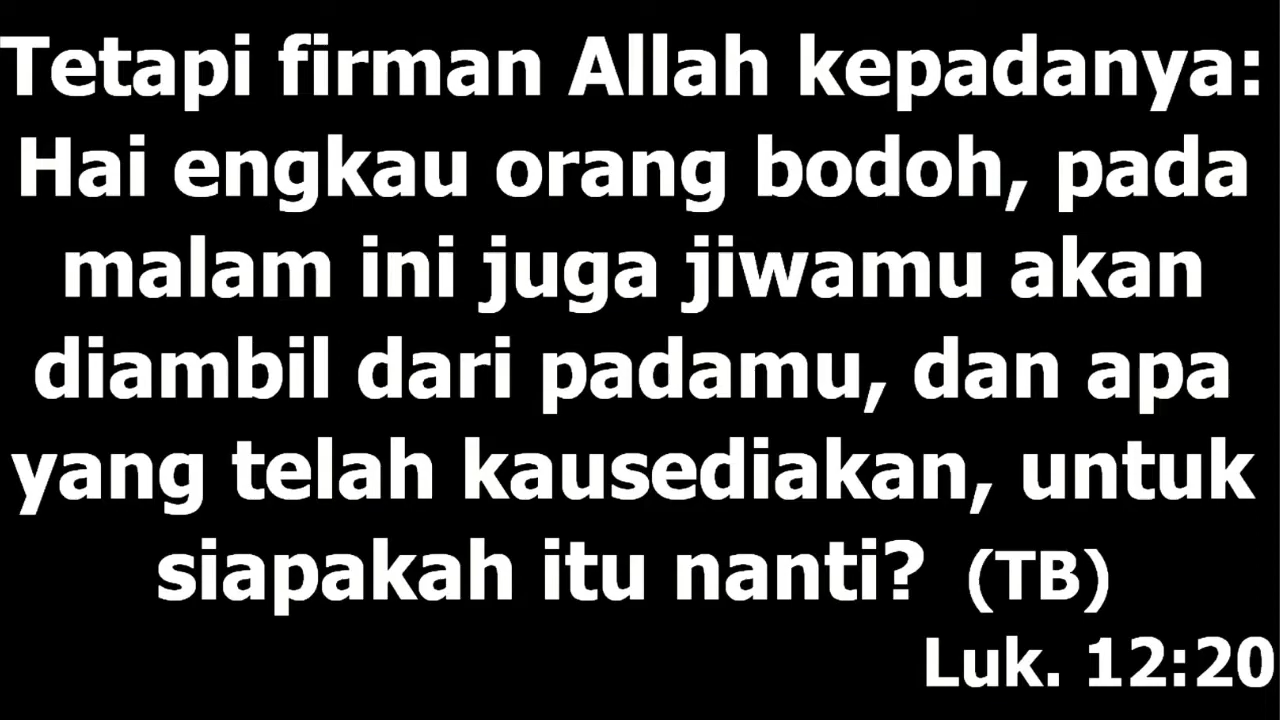 Tetapi firman Allah kepadanya:
Hai engkau orang bodoh, pada
malam ini juga jiwamu akan
diambil dari padamu, dan apa
yang telah kausediakan, untuk
siapakah itu nanti? (TB)
Luk. 12:20